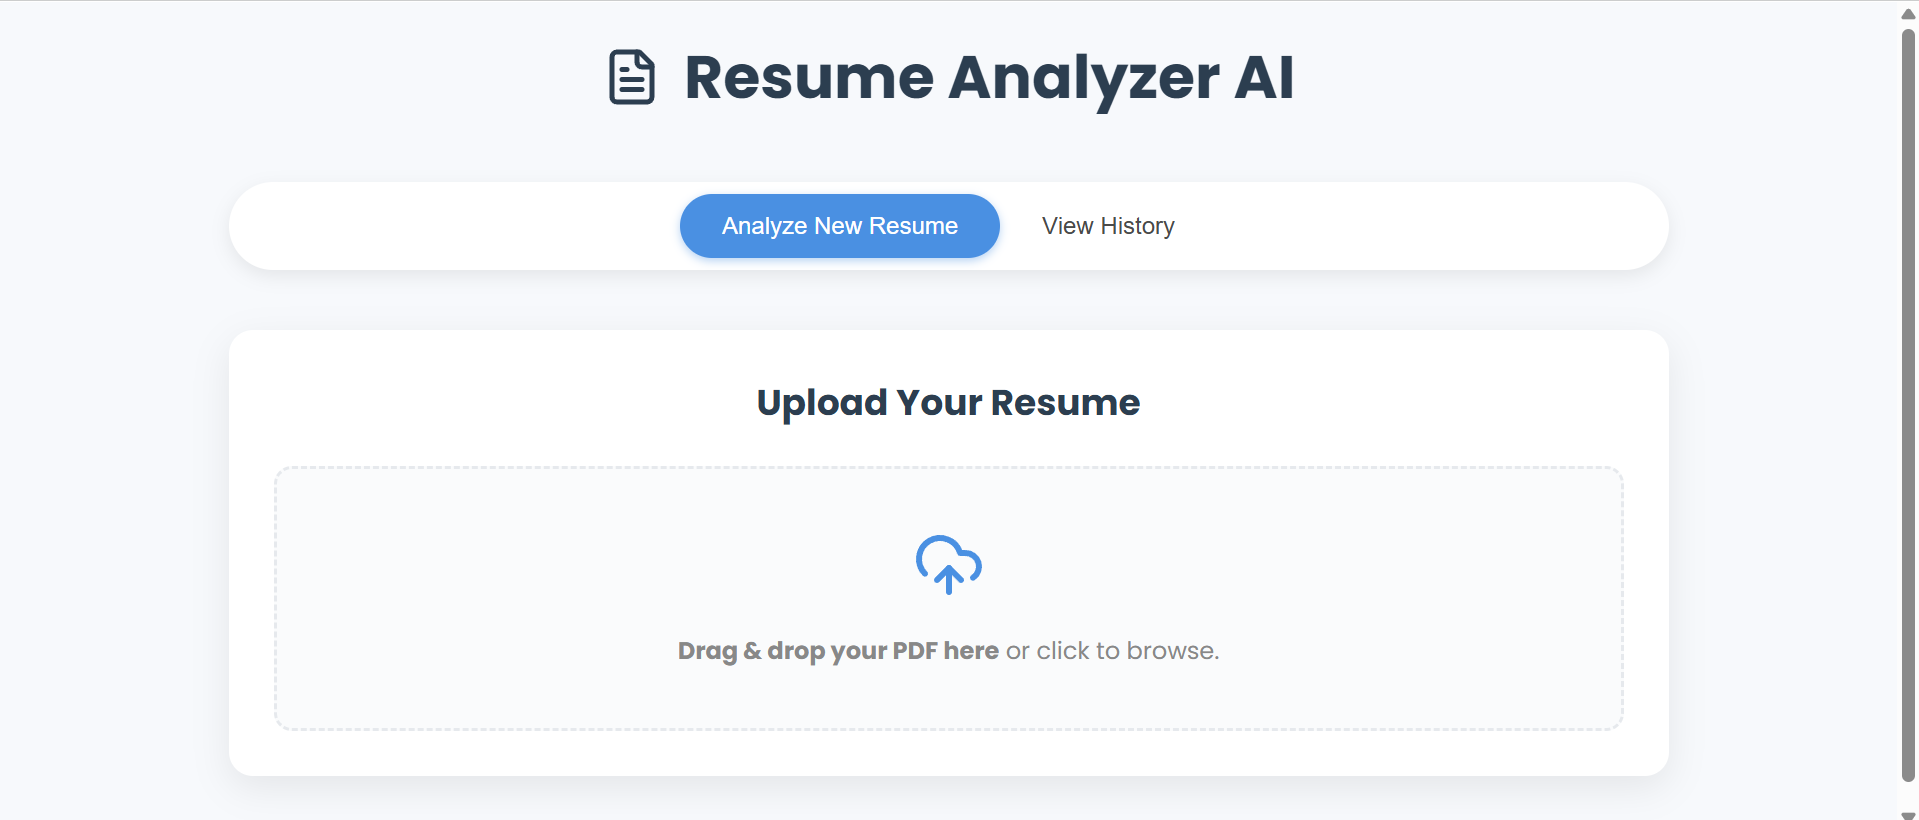 Resume Analyzer AI
Analyze New Resume
View History
Upload Your Resume
Drag & drop your PDF here or click to browse.